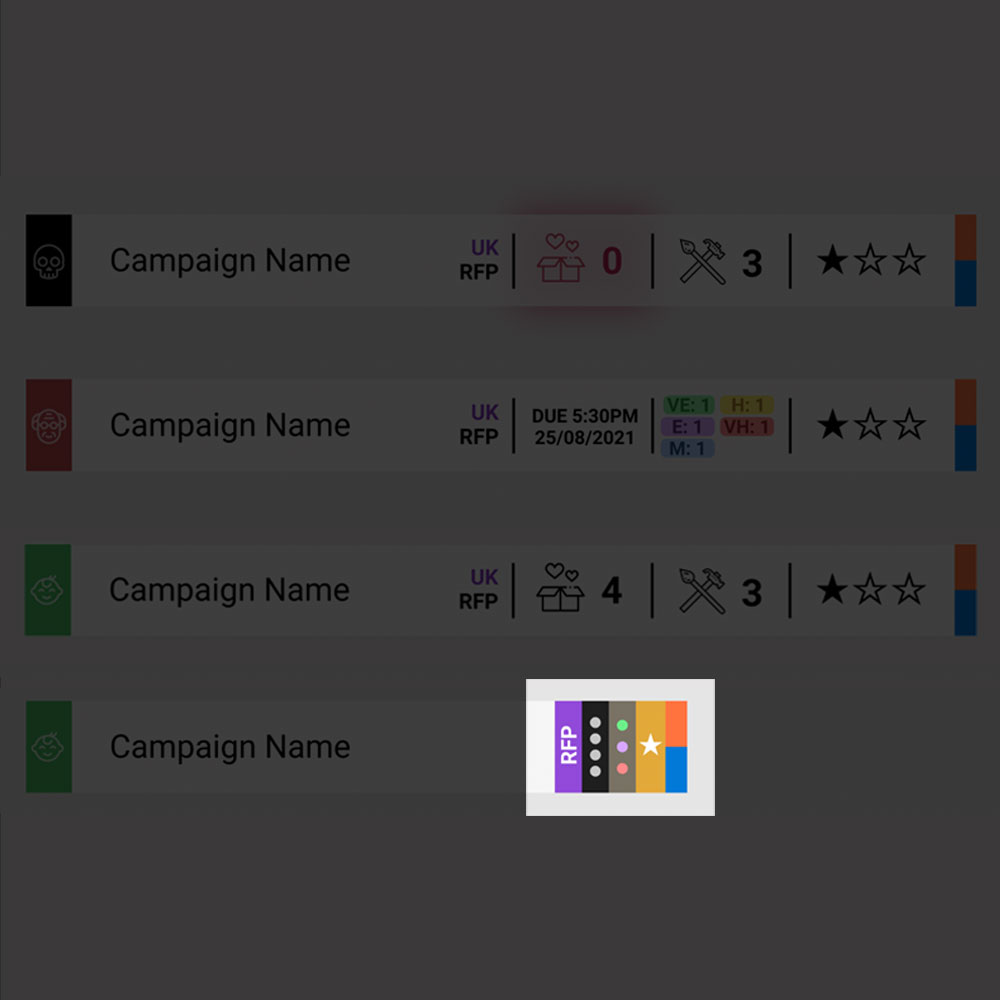 Campaign Name
UK
RFP
0
3
Campaign Name
UK
RFP
DUE 5:30PM
25/08/2021
VE: 1 H: 1
E: 1 VH: 1
M: 1
Campaign Name
UK
RFP
4
3
Campaign Name
RFP